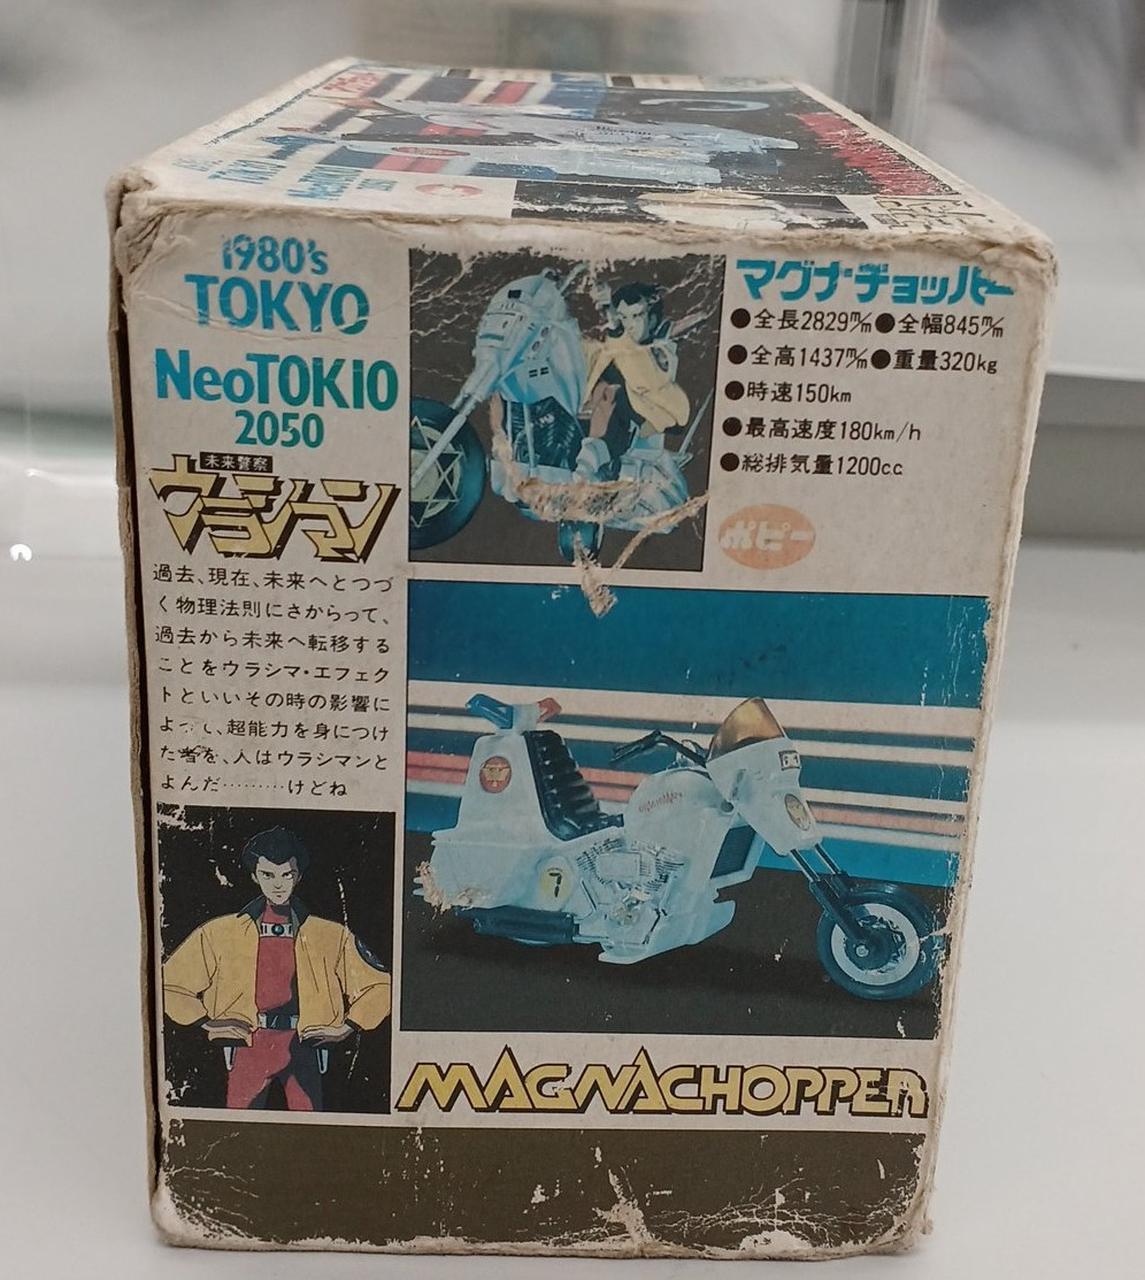 1980's
TOKYO
NeoTOKIO
2050
未来警察
ウラシマン
過去、現在、未来へとつづ
く物理法則にさからって、
過去から未来へ転移する
ことをウラシマ・エフェク
トといいその時の影響に
よって、超能力を身につけ
た者を、人はウラシマンと
よんだ………けどね
マグナ・チョッパー
●全長2829m/m●全幅845m/m
●全高1437m/m●重量320kg
●時速150km
●最高速度180km/h
●総排気量1200cc
ポピー
7
MAGNACHOPPER